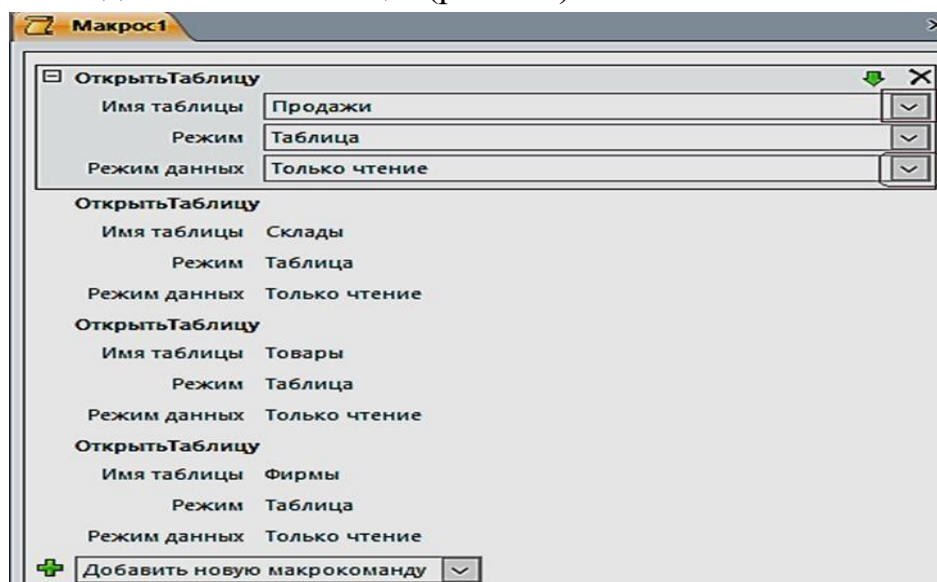 Макрос1
ОткрытьТаблицу
Имя таблицы Продажи
Режим Таблица
Режим данных Только чтение
ОткрытьТаблицу
Имя таблицы Склады
Режим Таблица
Режим данных Только чтение
ОткрытьТаблицу
Имя таблицы Товары
Режим Таблица
Режим данных Только чтение
ОткрытьТаблицу
Имя таблицы Фирмы
Режим Таблица
Режим данных Только чтение
Добавить новую макрокоманду